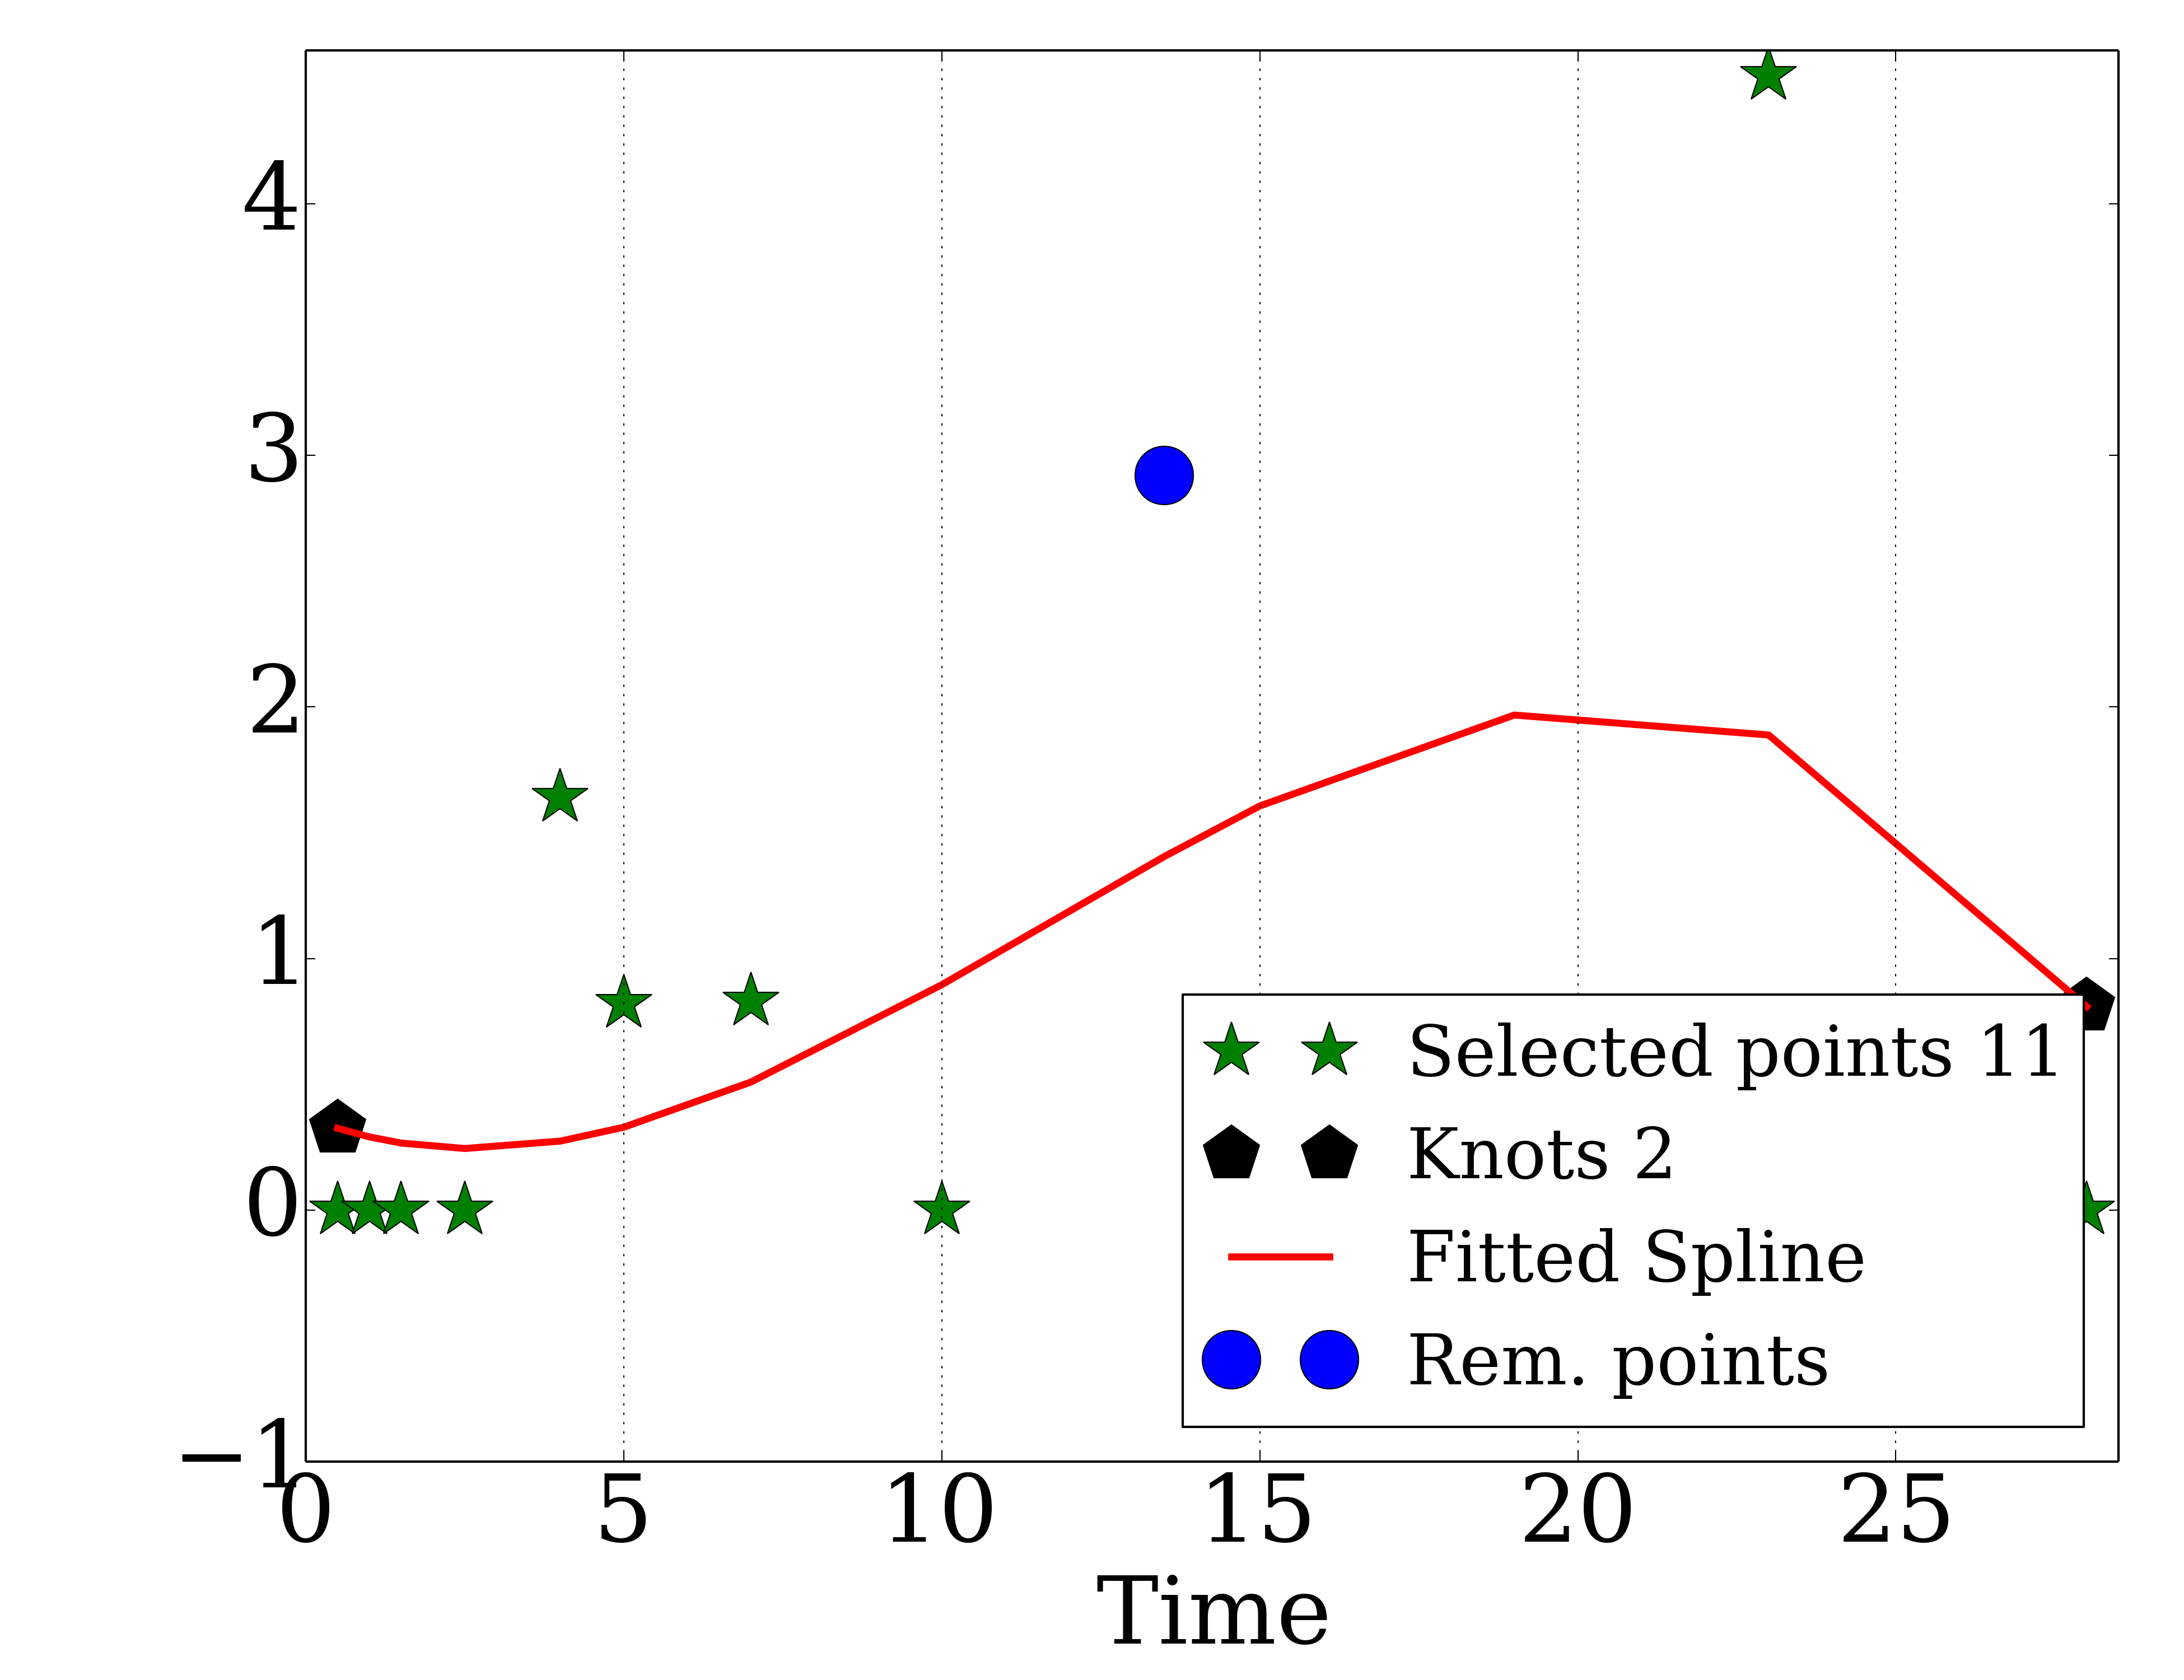 4
3
2
1
0
−1
0 5 10 15 20 25
Time
Selected points 11
Knots 2
Fitted Spline
Rem. points